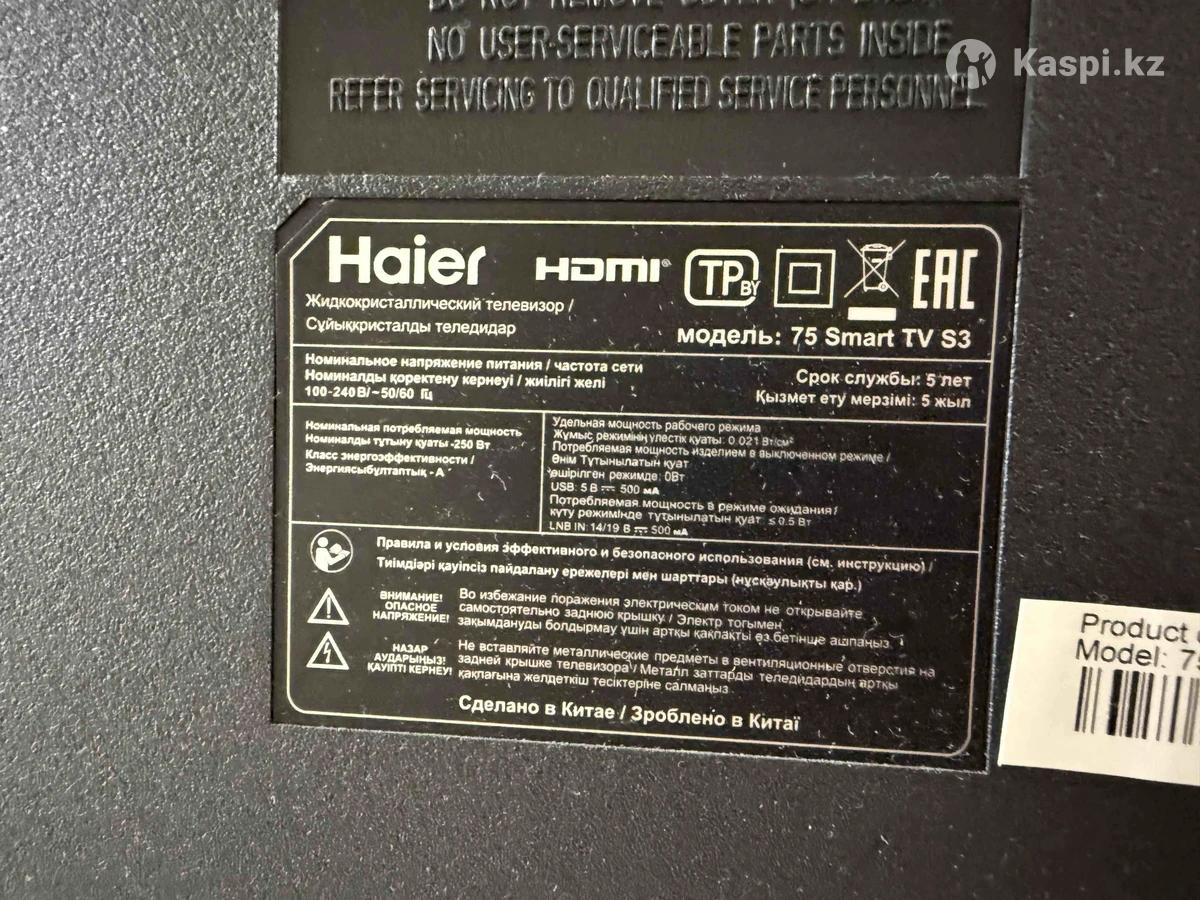 DO NOT REMOVE COVER
NO USER-SERVICEABLE PARTS INSIDE
REFER SERVICING TO QUALIFIED SERVICE PERSONNEL
Kaspi.kz
Haier HDMI® TP BY EAC
Жидкокристаллический телевизор /
Сұйыққристалды теледидар
модель: 75 Smart TV S3
Номинальное напряжение питания / частота сети
Номиналды қоректену кернеуі / жиілігі желі
100-240В/~50/60 Гц
Срок службы: 5 лет
Қызмет ету мерзімі: 5 жыл
Номинальная потребляемая мощность
Номиналды тұтыну қуаты -250 Вт
Класс энергоэффективности /
Энергиясыбултаптық - А
Удельная мощность рабочего режима
Жұмыс режимінің үлестік қуаты: 0.021 Вт/см²
Потребляемая мощность изделием в выключенном режиме /
Өнім Тұтынылатын қуат
өшірілген режимде: 0Вт
USB: 5 В 500 мА
Потребляемая мощность в режиме ожидания /
күту режимінде тұтынылатын қуат ≤ 0.5 Вт
LNB IN: 14/19 В 500 мА
Правила и условия эффективного и безопасного использования (см. инструкцию) /
Тиімдіәрі қауіпсіз пайдалану ережелері мен шарттары (нұсқаулықты қар.)
ВНИМАНИЕ!
ОПАСНОЕ
НАПРЯЖЕНИЕ!
Во избежание поражения электрическим током не открывайте
самостоятельно заднюю крышку / Электр тогымен
зақымдануды болдырмау үшін артқы қақпақты өз бетінше ашпаңыз.
НАЗАР
АУДАРЫҢЫЗ!
ҚАУІПТІ КЕРНЕУ!
Не вставляйте металлические предметы в вентиляционные отверстия на
задней крышке телевизора / Металл заттарды теледидардың артқы
қақпағына желдеткіш тесіктеріне салмаңыз
Сделано в Китае / Зроблено в Китаї
Product
Model: 75